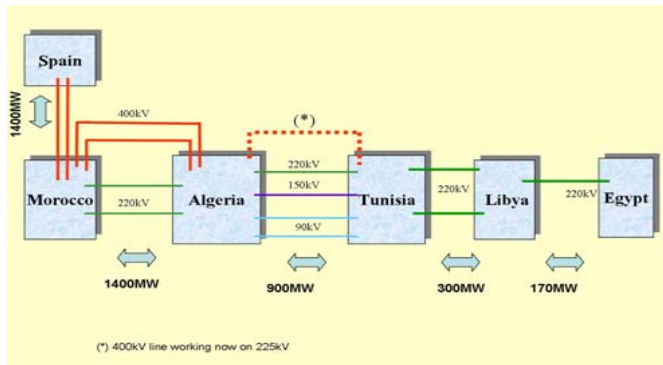 Spain
1400MW
400kV
(*)
Morocco
220kV
Algeria
220kV
150kV
90kV
Tunisia
220kV
Libya
220kV
Egypt
1400MW
900MW
300MW
170MW
(*) 400kV line working now on 225kV